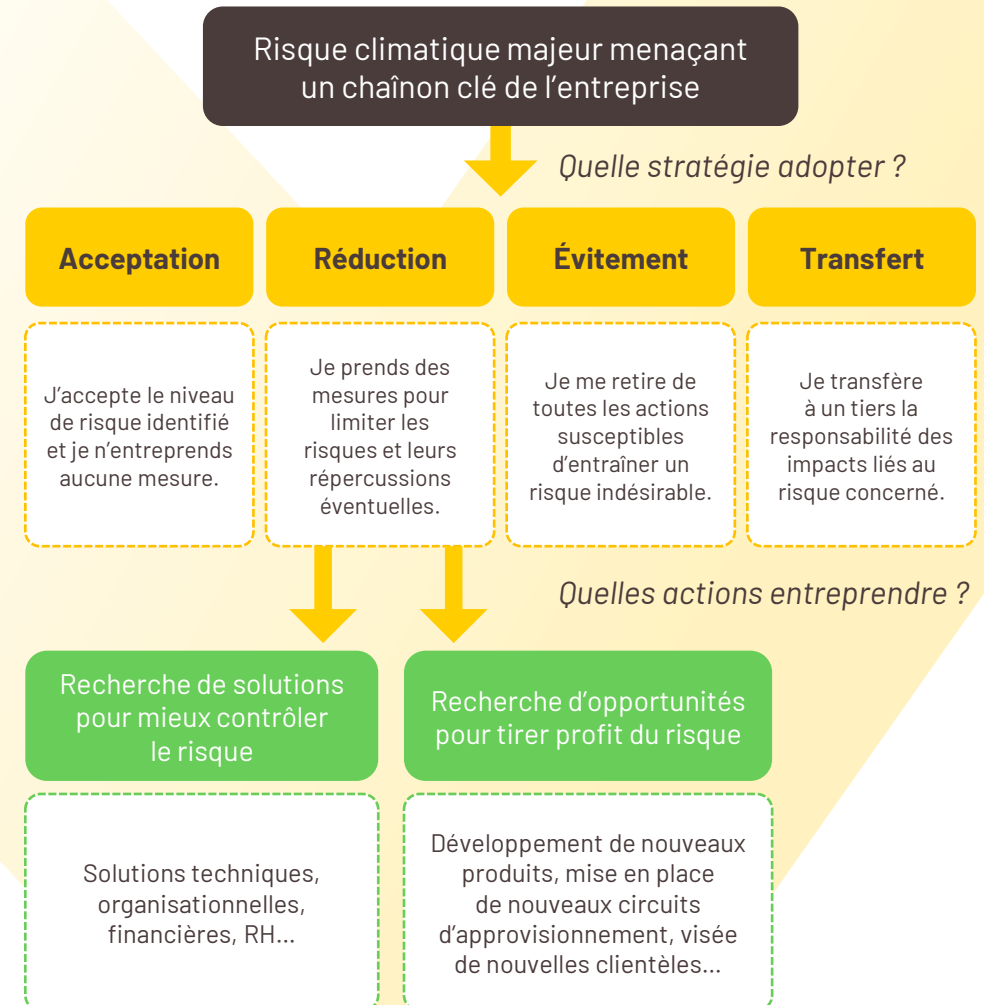 Risque climatique majeur menaçant
un chaînon clé de l’entreprise
Quelle stratégie adopter ?
Acceptation
Réduction
Évitement
Transfert
J’accepte le niveau
de risque identifié
et je n’entreprends
aucune mesure.
Je prends des
mesures pour
limiter les
risques et leurs
répercussions
éventuelles.
Je me retire de
toutes les actions
susceptibles
d’entraîner un
risque indésirable.
Je transfère
à un tiers la
responsabilité des
impacts liés au
risque concerné.
Quelles actions entreprendre ?
Recherche de solutions
pour mieux contrôler
le risque
Recherche d’opportunités
pour tirer profit du risque
Solutions techniques,
organisationnelles,
financières, RH…
Développement de nouveaux
produits, mise en place
de nouveaux circuits
d’approvisionnement, visée
de nouvelles clientèles…